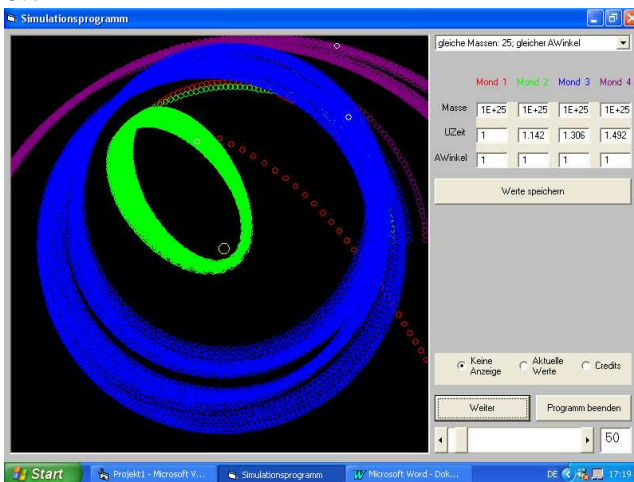 Simulationsprogramm
gleiche Massen: 25; gleicher AWinkel
Mond 1 Mond 2 Mond 3 Mond 4
Masse 1E+25 1E+25 1E+25 1E+25
UZeit 1 1.142 1.306 1.492
AWinkel 1 1 1 1
Werte speichern
Keine Anzeige Aktuelle Werte Credits
Weiter Programm beenden
50
Start Projekt1 - Microsoft V... Simulationsprogramm Microsoft Word - Dok... DE 17:19